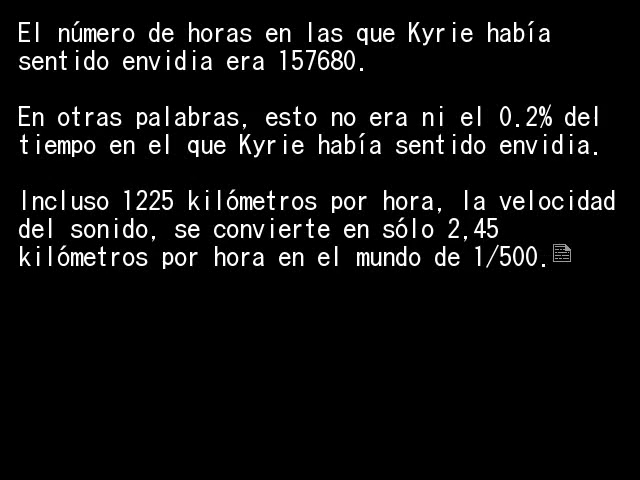 El número de horas en las que Kyrie había
sentido envidia era 157680.
En otras palabras, esto no era ni el 0.2% del
tiempo en el que Kyrie había sentido envidia.
Incluso 1225 kilómetros por hora, la velocidad
del sonido, se convierte en sólo 2,45
kilómetros por hora en el mundo de 1/500.